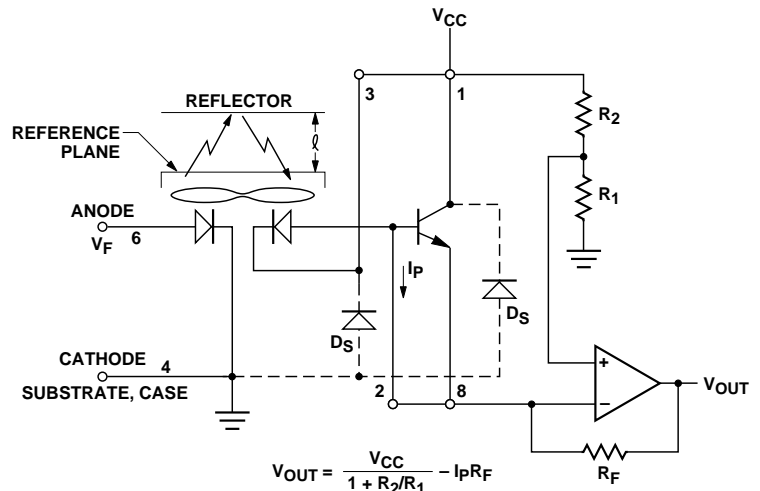 VCC
3
1
REFLECTOR
R2
REFERENCE
PLANE
ℓ
R1
ANODE
6
VF
IP
DS
DS
+
CATHODE
4
SUBSTRATE, CASE
2
8
−
VOUT
RF
VOUT = VCC / 1 + R2/R1 – IPRF